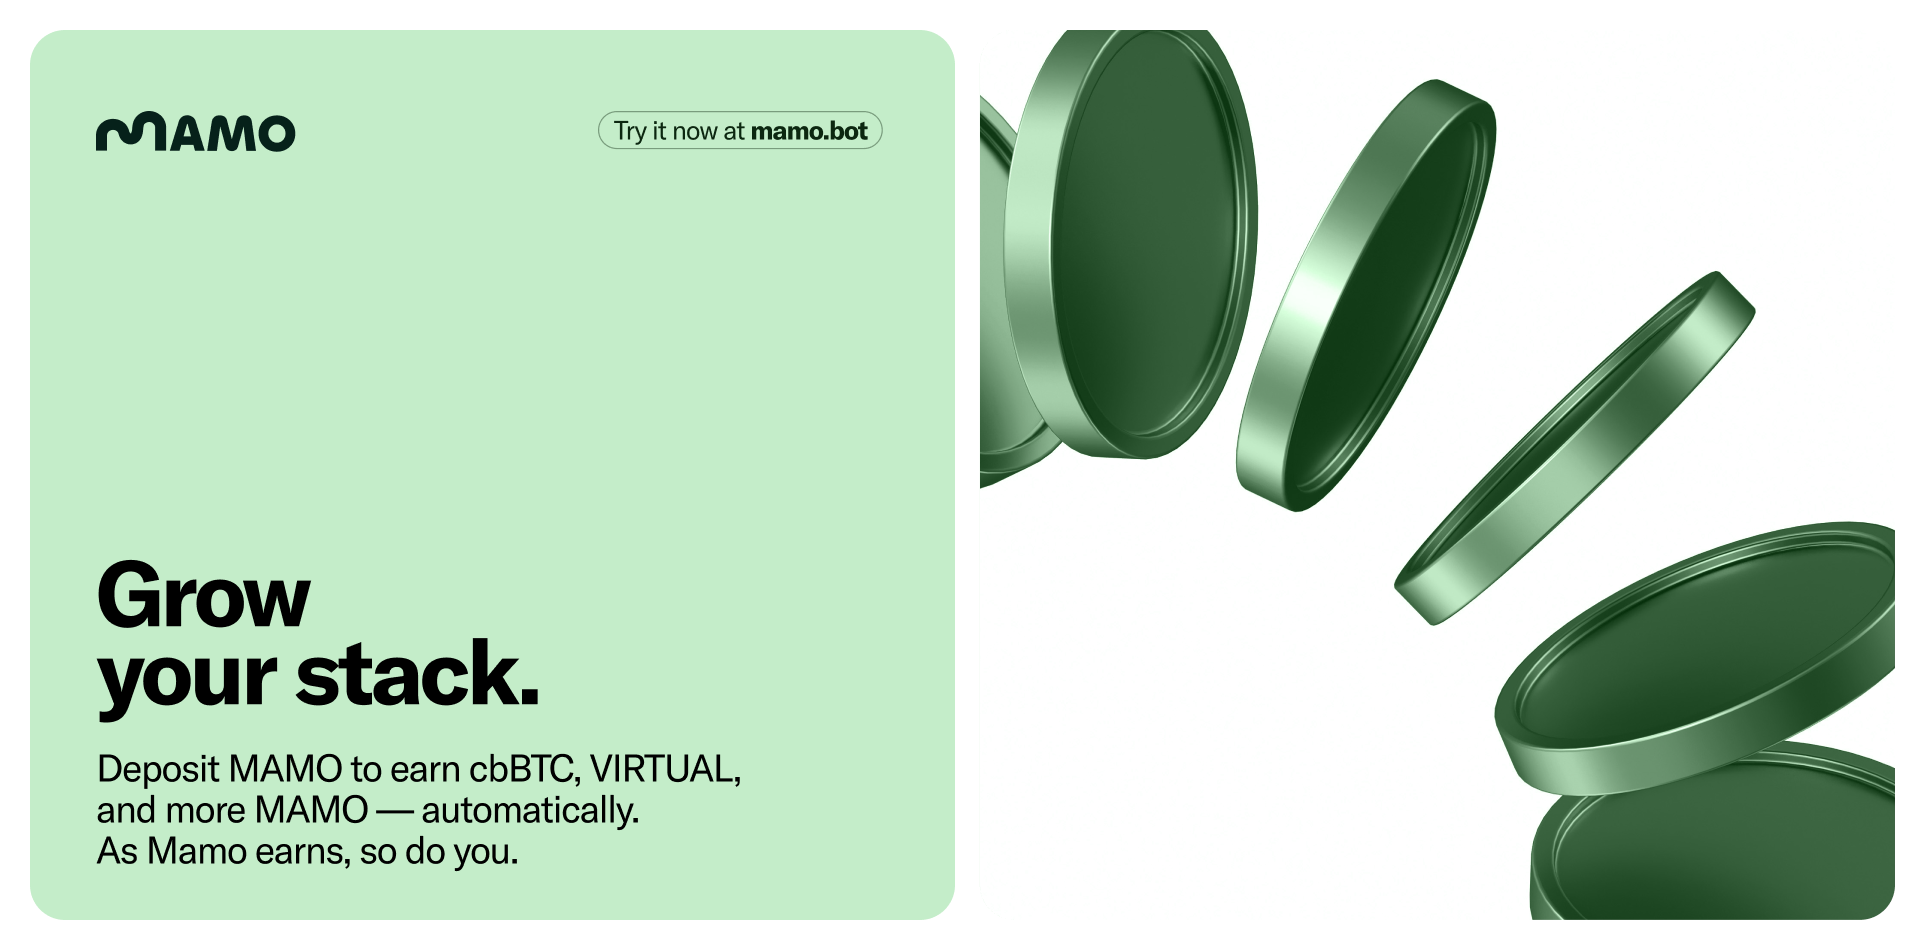 MAMO
Try it now at mamo.bot
Grow
your stack.
Deposit MAMO to earn cbBTC, VIRTUAL,
and more MAMO — automatically.
As Mamo earns, so do you.